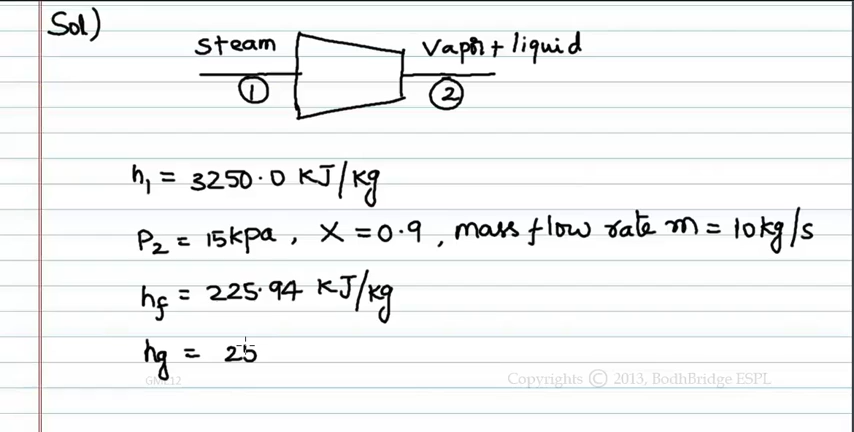 Sol)
steam vapor + liquid
1 2
h₁ = 3250.0 KJ/kg
P₂ = 15kpa, X = 0.9, mass flow rate m = 10kg/s
hf = 225.94 KJ/kg
hg = 25
Copyrights © 2013, BodhBridge ESPL